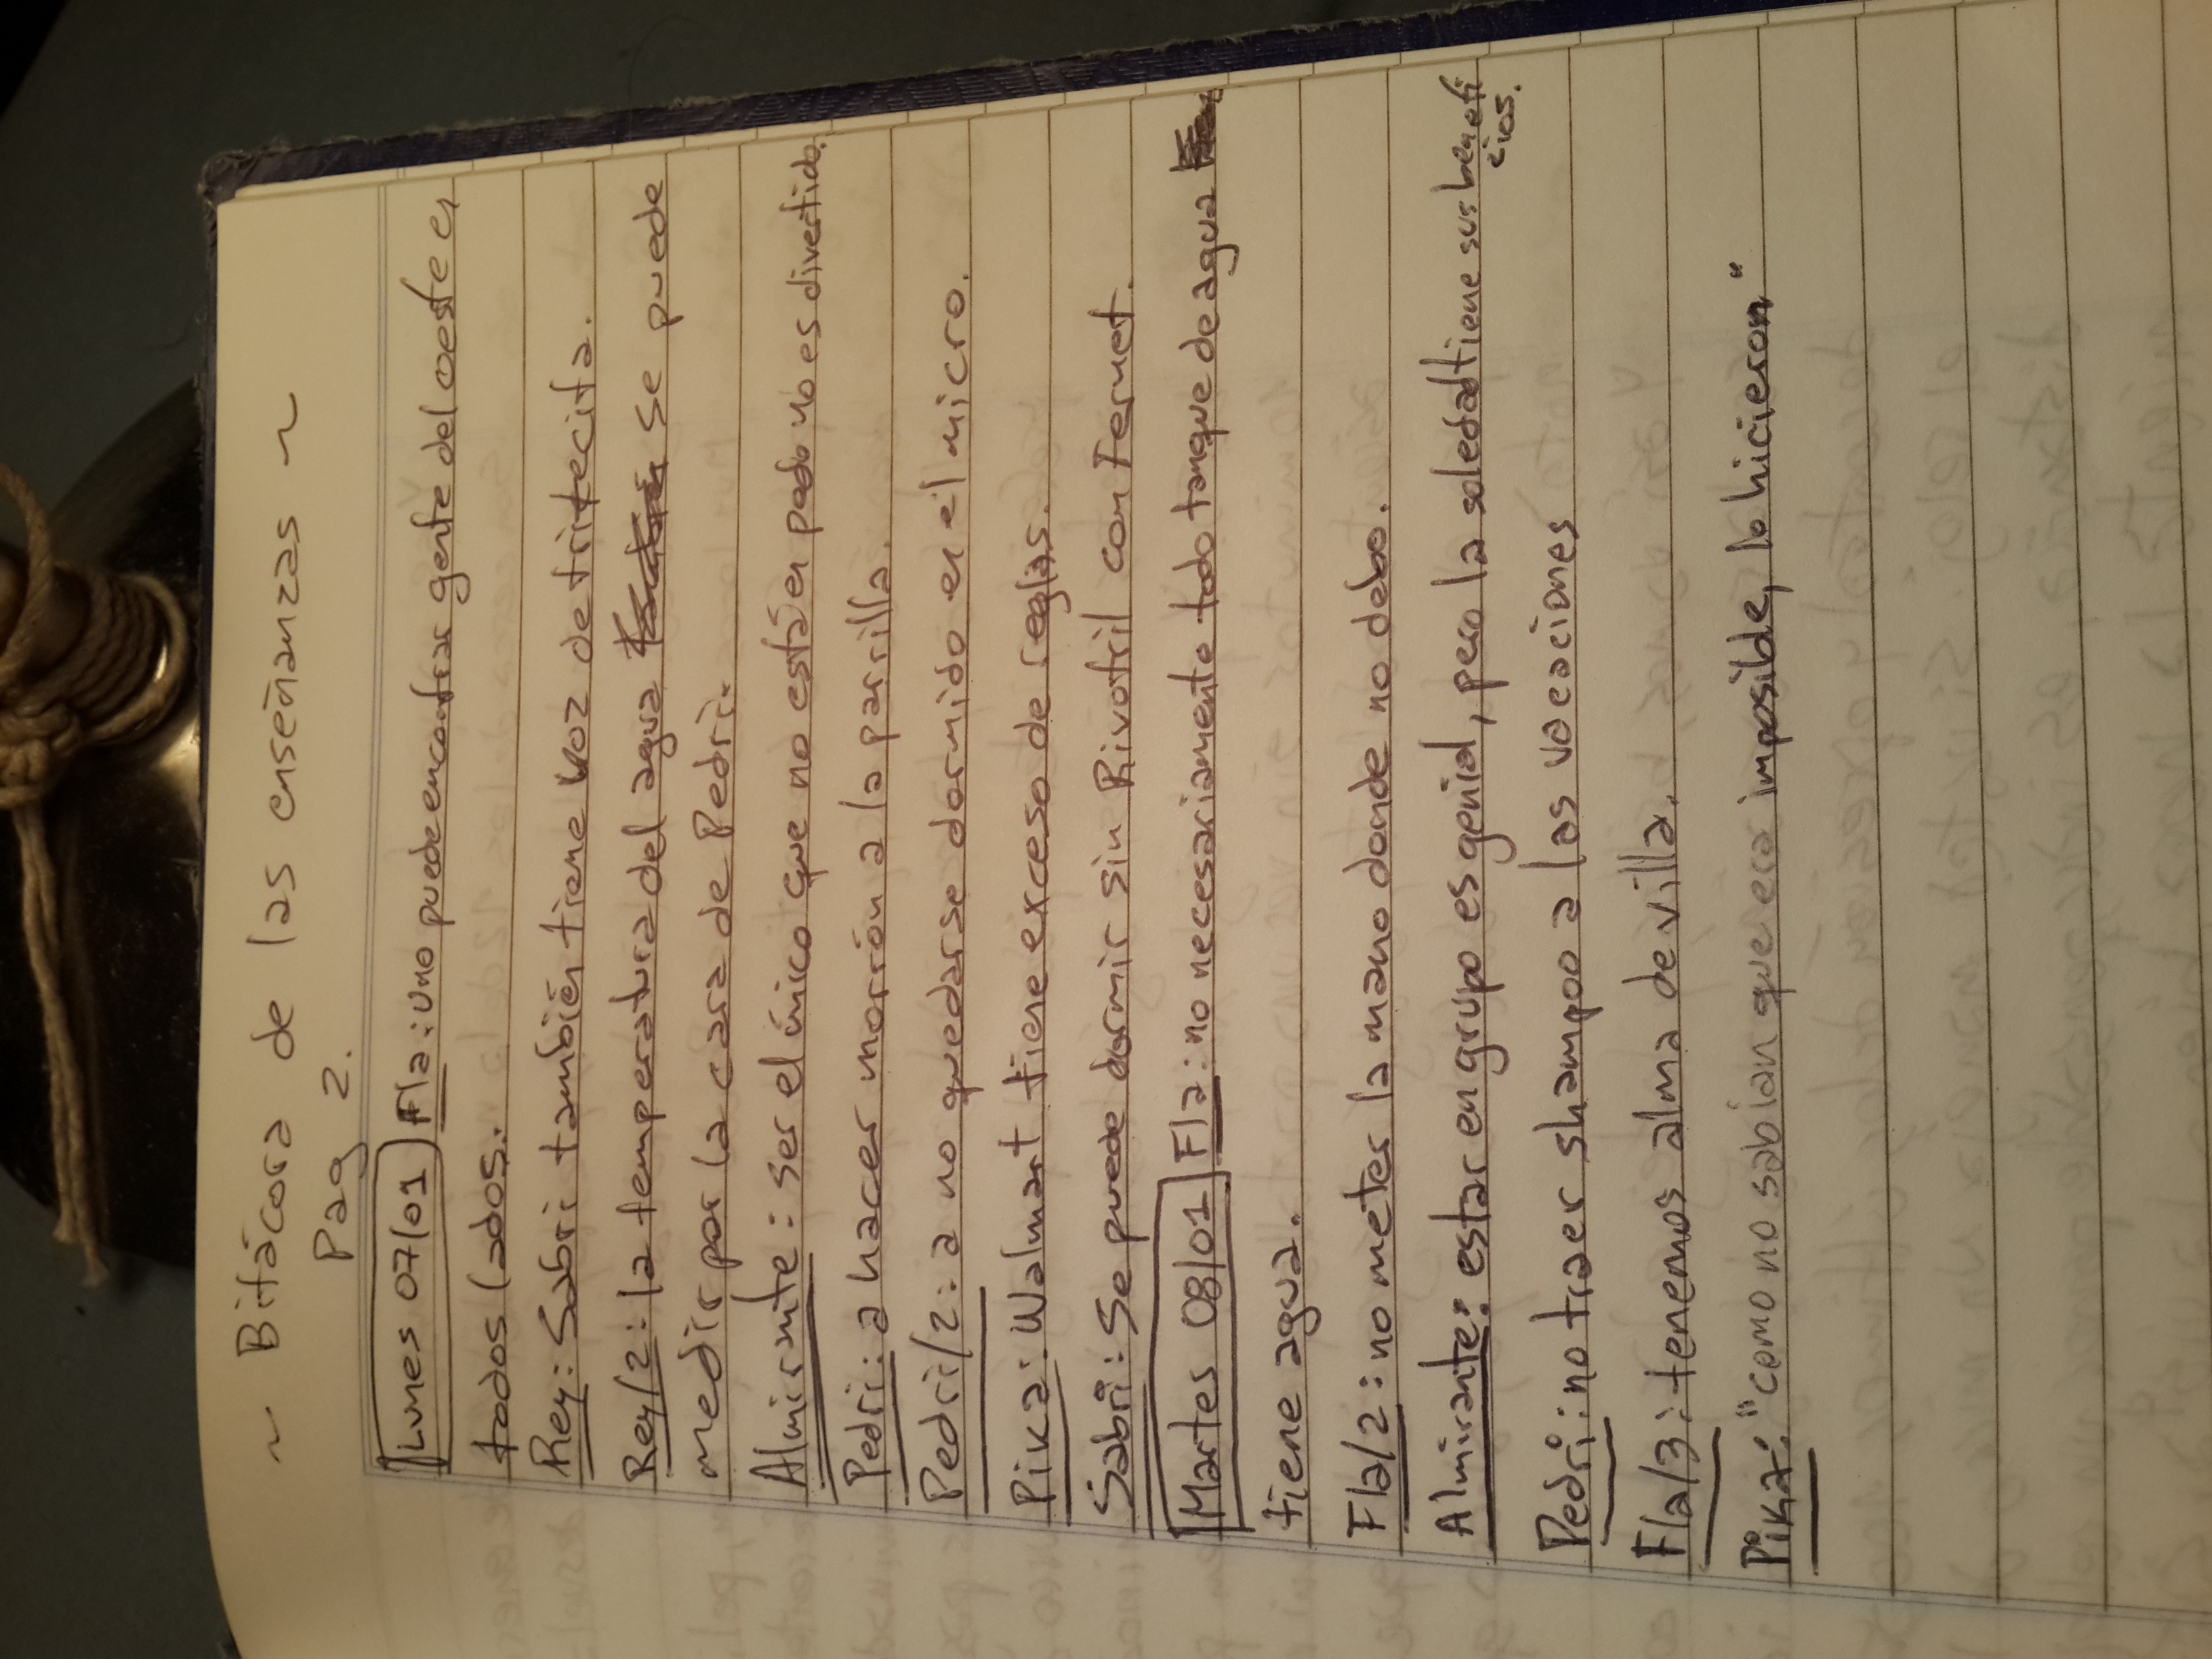 ~ Bitácora de las enseñanzas ~
Pag 2.
Lunes 07/01 Fla: uno puede encontrar gente del oeste en
todos lados.
Rey: Sabri también tiene voz de tritecita.
Rey/2: la temperatura del agua se puede
medir por la cara de Pedri.
Almirante: ser el único que no está en pedo no es divertido.
Pedri: a hacer morrón a la parrilla.
Pedri/2: a no quedarse dormido en el micro.
Pika: Walmart tiene exceso de reglas.
Sabri: Se puede dormir sin Rivotril con Fernet.
Martes 08/01 Fla: no necesariamente todo tanque de agua
tiene agua.
Fla/2: no meter la mano donde no debo.
Almirante: estar en grupo es genial, pero la soledad tiene sus benefi
cios.
Pedri: no traer shampoo a las vacaciones
Fla/3: tenemos alma de villa.
Pika: "como no sabían que era imposible, lo hicieron"